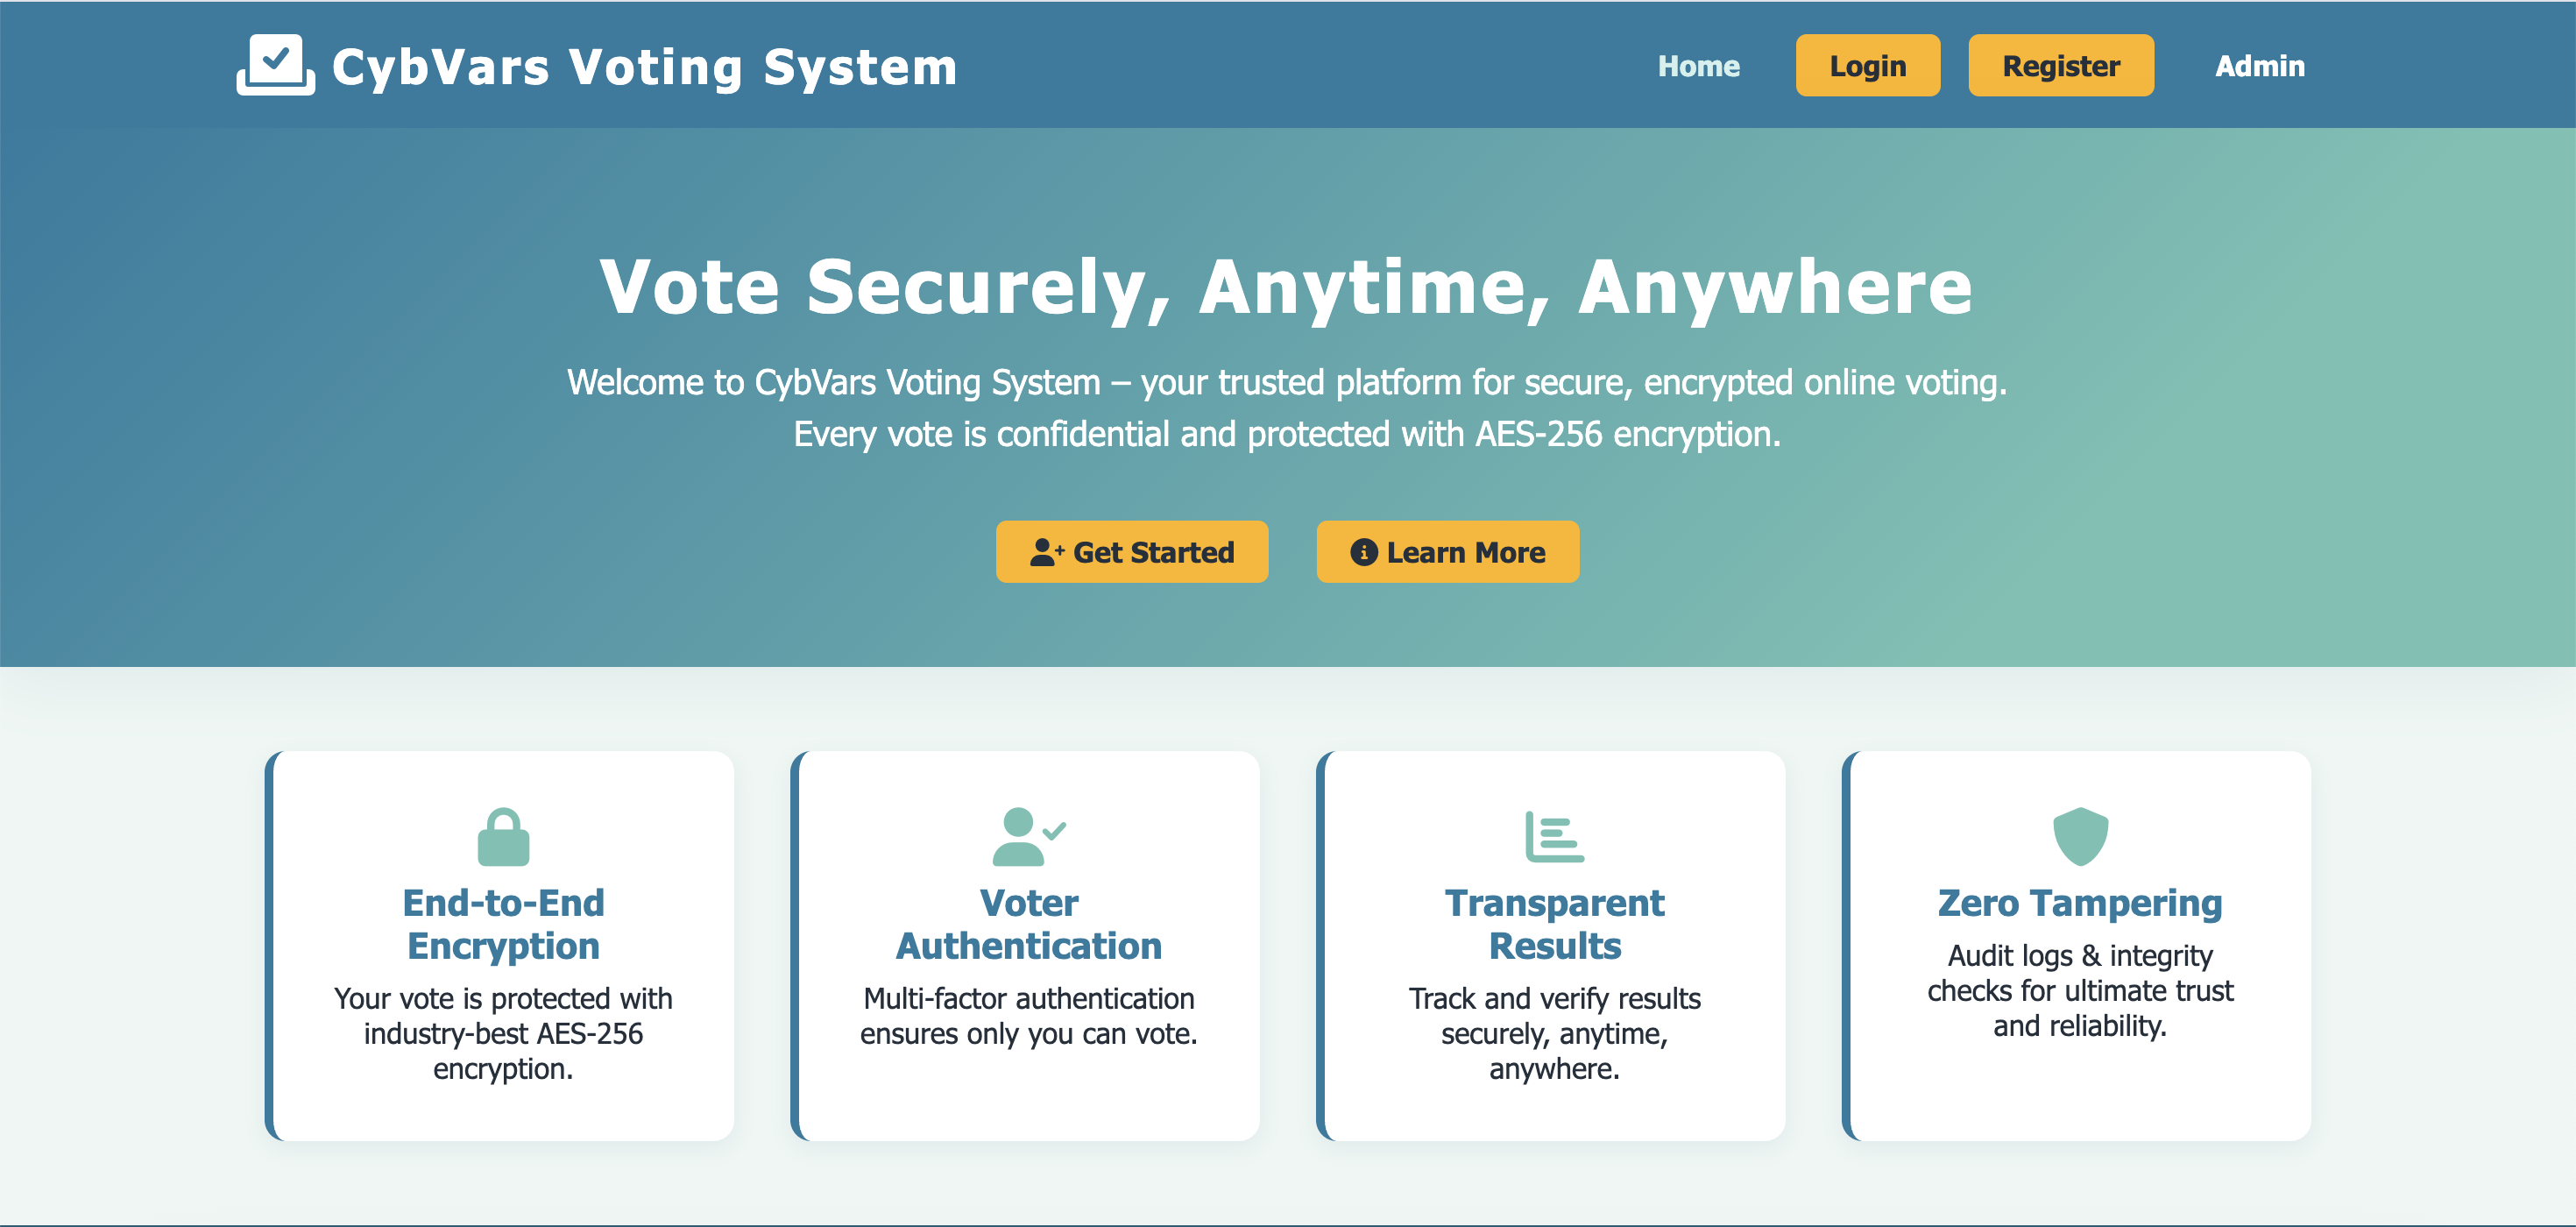 CybVars Voting System
Home
Login
Register
Admin
Vote Securely, Anytime, Anywhere
Welcome to CybVars Voting System – your trusted platform for secure, encrypted online voting.
Every vote is confidential and protected with AES-256 encryption.
Get Started
Learn More
End-to-End
Encryption
Your vote is protected with
industry-best AES-256
encryption.
Voter
Authentication
Multi-factor authentication
ensures only you can vote.
Transparent
Results
Track and verify results
securely, anytime,
anywhere.
Zero Tampering
Audit logs & integrity
checks for ultimate trust
and reliability.